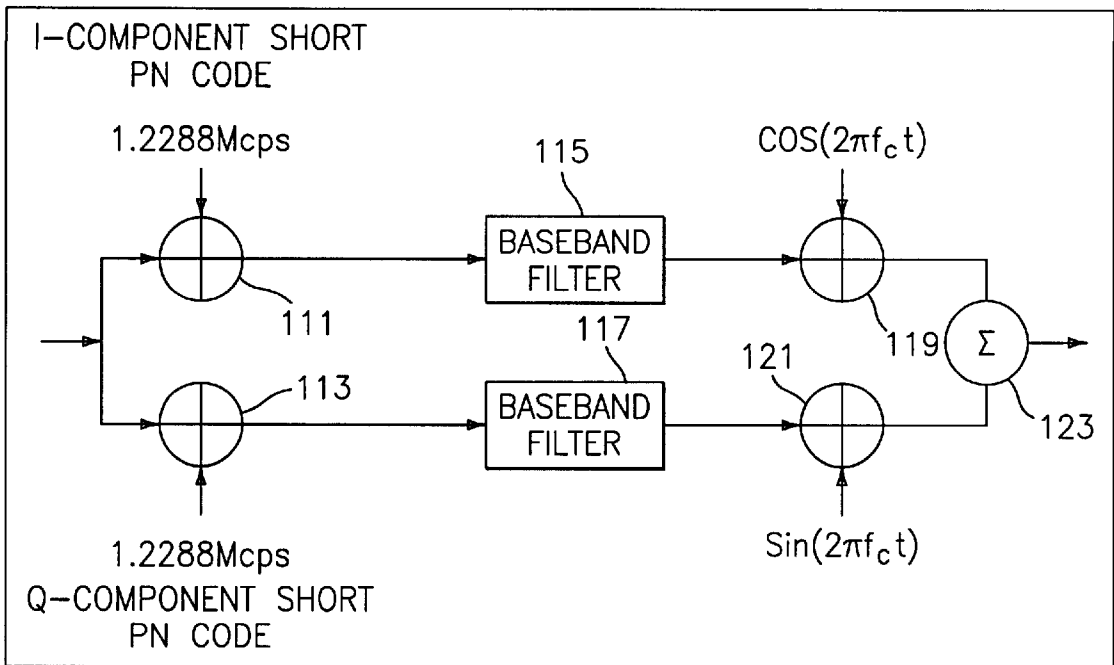 I-COMPONENT SHORT
PN CODE
1.2288Mcps
COS(2πf_c t)
115
BASEBAND
FILTER
111
119
117
Σ
113
121
BASEBAND
FILTER
123
1.2288Mcps
Sin(2πf_c t)
Q-COMPONENT SHORT
PN CODE